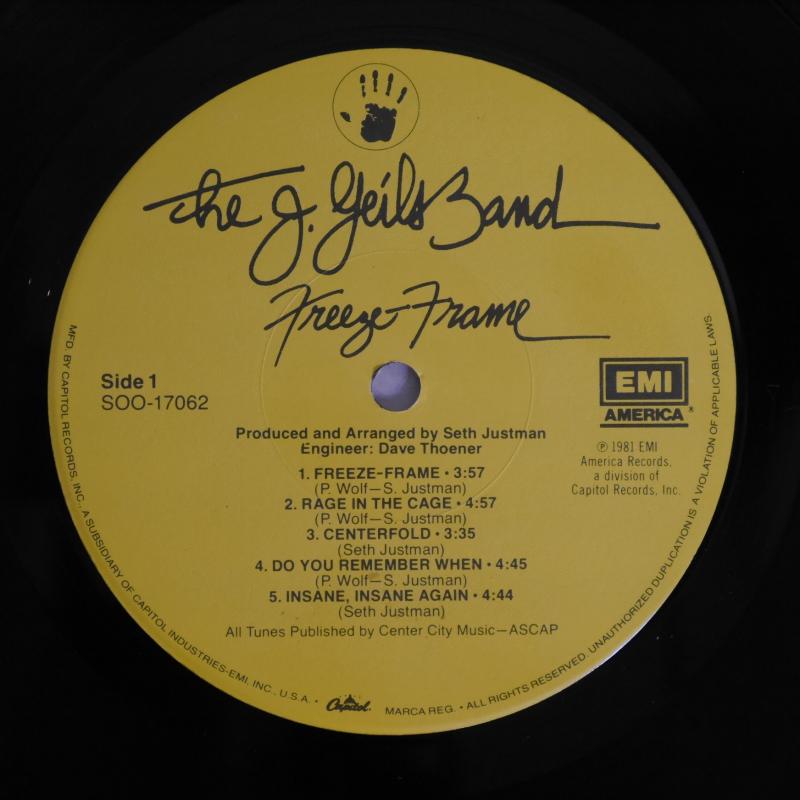 The J. Geils Band
Freeze-Frame
Side 1
SOO-17062
EMI
AMERICA®
Produced and Arranged by Seth Justman
Engineer: Dave Thoener
℗ 1981 EMI
America Records,
a division of
Capitol Records, Inc.
1. FREEZE-FRAME • 3:57
(P. Wolf—S. Justman)
2. RAGE IN THE CAGE • 4:57
(P. Wolf—S. Justman)
3. CENTERFOLD • 3:35
(Seth Justman)
4. DO YOU REMEMBER WHEN • 4:45
(P. Wolf—S. Justman)
5. INSANE, INSANE AGAIN • 4:44
(Seth Justman)
All Tunes Published by Center City Music—ASCAP
MFD. BY CAPITOL RECORDS, INC., A SUBSIDIARY OF CAPITOL INDUSTRIES-EMI, INC., U.S.A. • Capitol. MARCA REG. • ALL RIGHTS RESERVED. UNAUTHORIZED DUPLICATION IS A VIOLATION OF APPLICABLE LAWS.